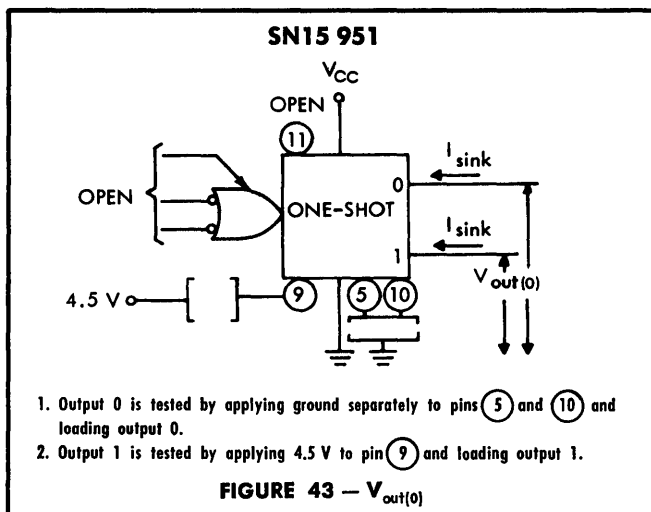 SN15 951
VCC
OPEN
11
I sink
0
OPEN
ONE-SHOT
I sink
1
Vout(0)
4.5 V
9
5
10
1. Output 0 is tested by applying ground separately to pins 5 and 10 and
loading output 0.
2. Output 1 is tested by applying 4.5 V to pin 9 and loading output 1.
FIGURE 43 — Vout(0)